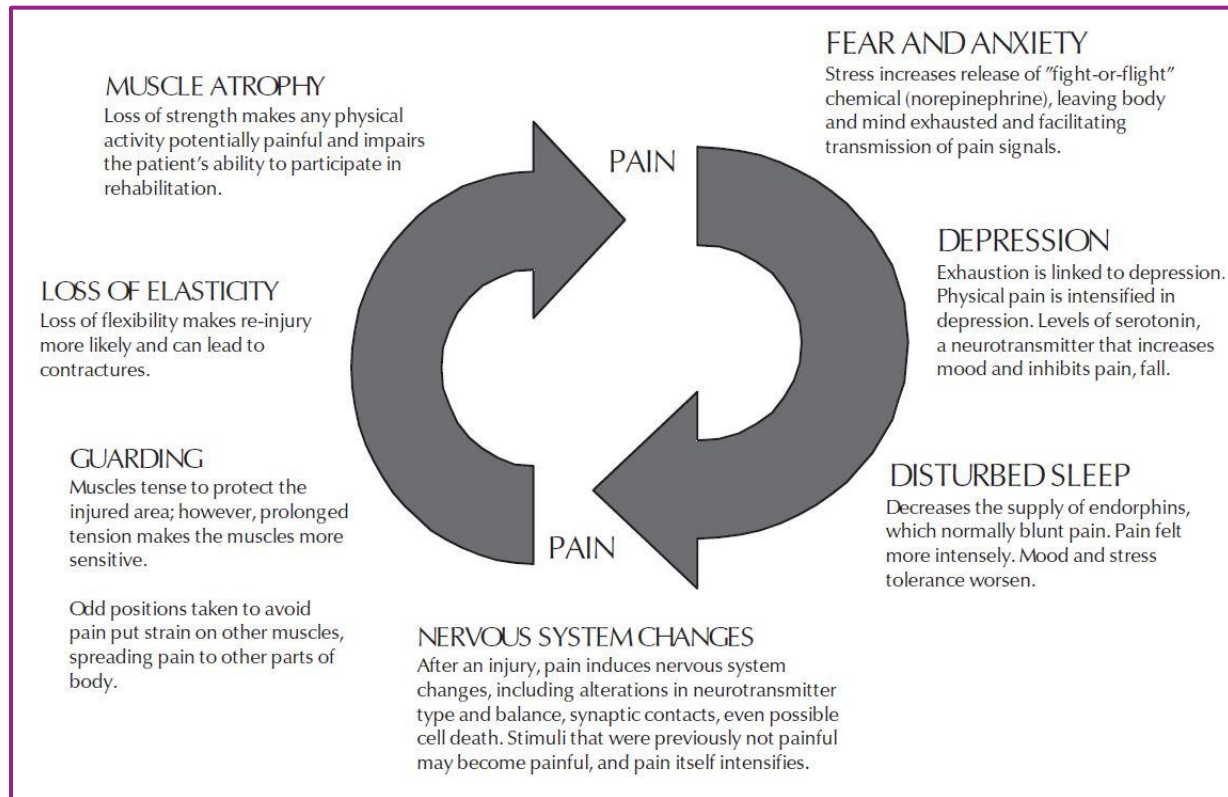 FEAR AND ANXIETY
Stress increases release of "fight-or-flight"
chemical (norepinephrine), leaving body
and mind exhausted and facilitating
transmission of pain signals.
DEPRESSION
Exhaustion is linked to depression.
Physical pain is intensified in
depression. Levels of serotonin,
a neurotransmitter that increases
mood and inhibits pain, fall.
DISTURBED SLEEP
Decreases the supply of endorphins,
which normally blunt pain. Pain felt
more intensely. Mood and stress
tolerance worsen.
NERVOUS SYSTEM CHANGES
After an injury, pain induces nervous system
changes, including alterations in neurotransmitter
type and balance, synaptic contacts, even possible
cell death. Stimuli that were previously not painful
may become painful, and pain itself intensifies.
GUARDING
Muscles tense to protect the
injured area; however, prolonged
tension makes the muscles more
sensitive.
Odd positions taken to avoid
pain put strain on other muscles,
spreading pain to other parts of
body.
LOSS OF ELASTICITY
Loss of flexibility makes re-injury
more likely and can lead to
contractures.
MUSCLE ATROPHY
Loss of strength makes any physical
activity potentially painful and impairs
the patient's ability to participate in
rehabilitation.
PAIN
PAIN